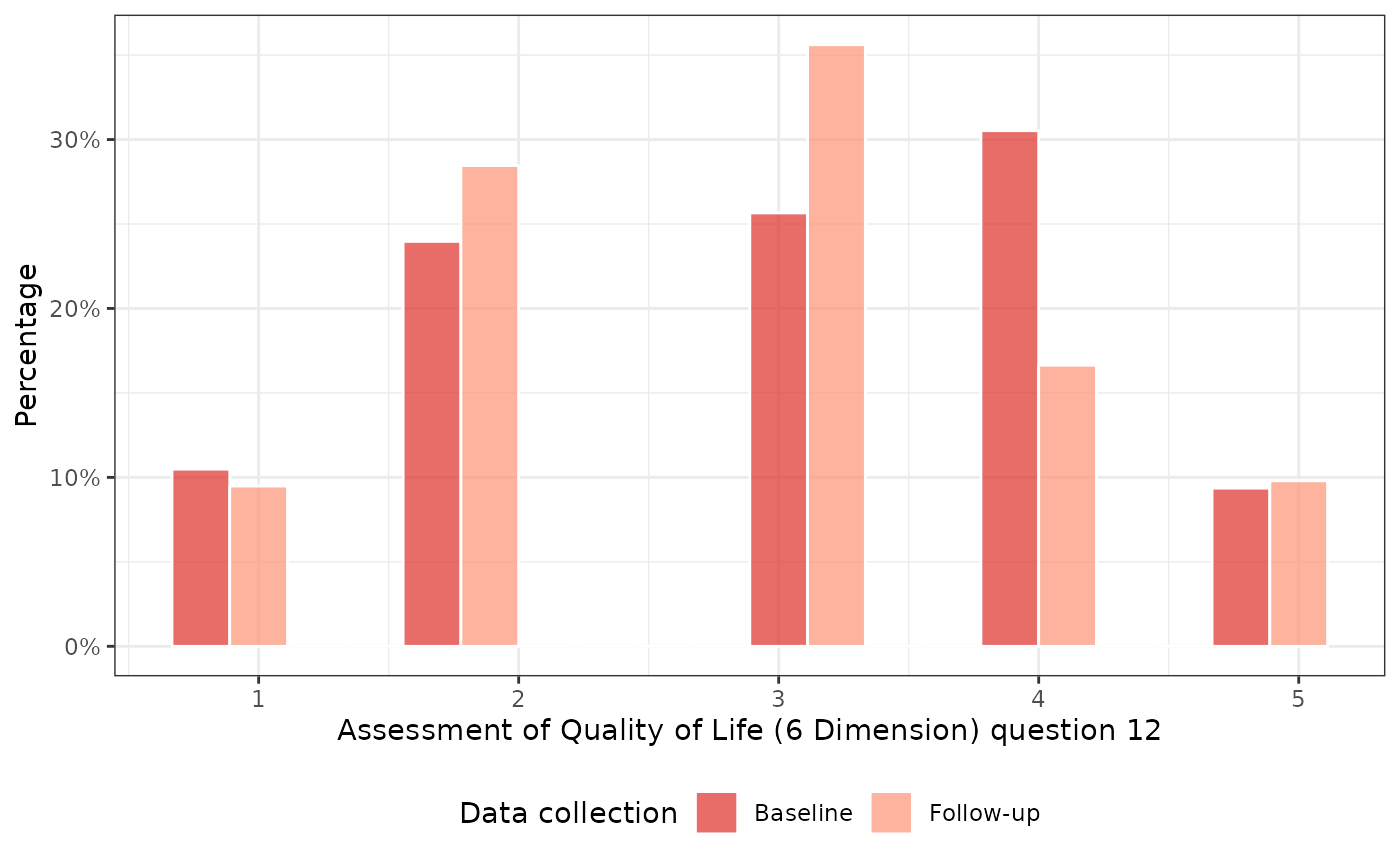 Percentage
30%
20%
10%
0%
1 2 3 4 5
Assessment of Quality of Life (6 Dimension) question 12
Data collection Baseline Follow-up